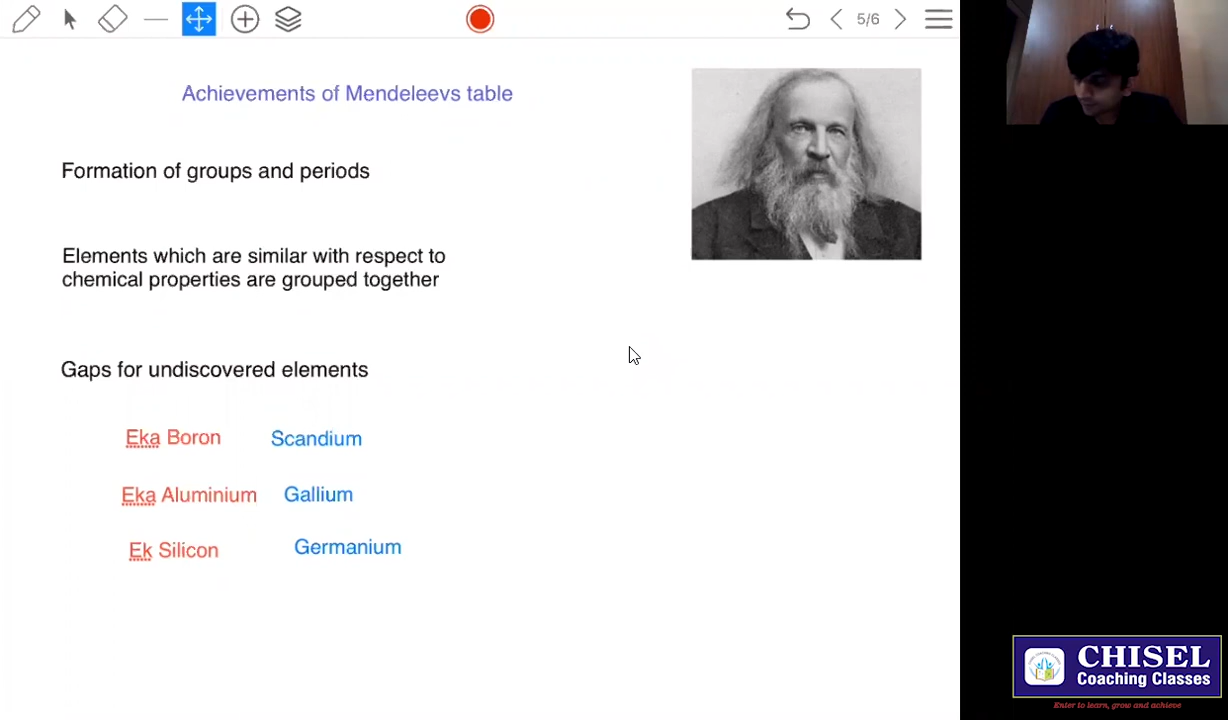 5/6
Achievements of Mendeleevs table
Formation of groups and periods
Elements which are similar with respect to
chemical properties are grouped together
Gaps for undiscovered elements
Eka Boron Scandium
Eka Aluminium Gallium
Ek Silicon Germanium
CHISEL
Coaching Classes
Enter to learn, grow and achieve